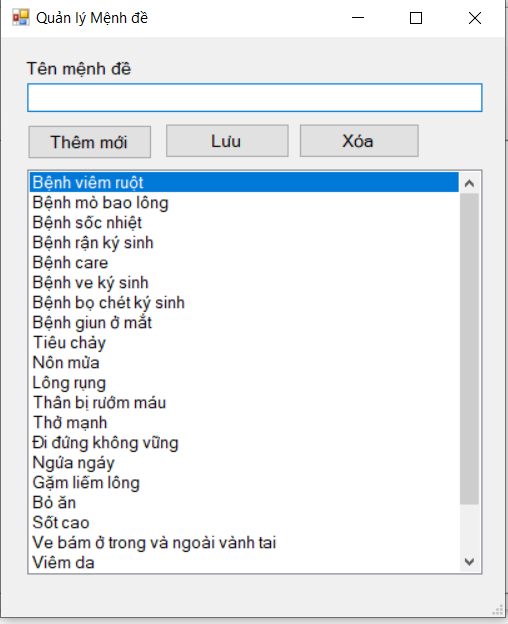 Quản lý Mệnh đề
Tên mệnh đề
Thêm mới Lưu Xóa
Bệnh viêm ruột
Bệnh mò bao lông
Bệnh sốc nhiệt
Bệnh rận ký sinh
Bệnh care
Bệnh ve ký sinh
Bệnh bọ chét ký sinh
Bệnh giun ở mắt
Tiêu chảy
Nôn mửa
Lông rụng
Thân bị rướm máu
Thở mạnh
Đi đứng không vững
Ngứa ngáy
Gặm liếm lông
Bỏ ăn
Sốt cao
Ve bám ở trong và ngoài vành tai
Viêm da